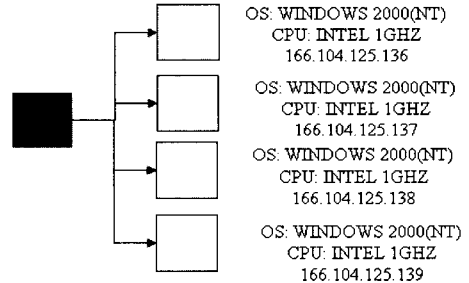 OS: WINDOWS 2000(NT)
CPU: INTEL 1GHZ
166.104.125.136
OS: WINDOWS 2000(NT)
CPU: INTEL 1GHZ
166.104.125.137
OS: WINDOWS 2000(NT)
CPU: INTEL 1GHZ
166.104.125.138
OS: WINDOWS 2000(NT)
CPU: INTEL 1GHZ
166.104.125.139